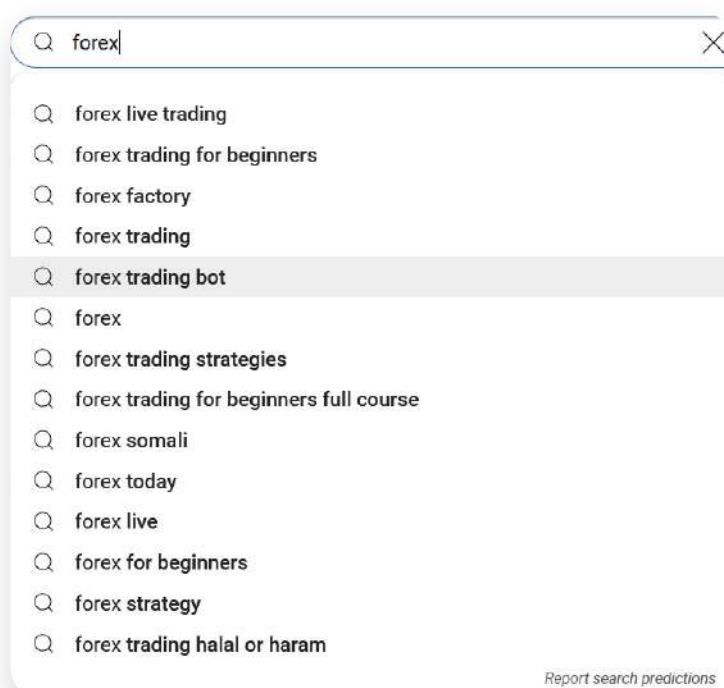 forex
forex live trading
forex trading for beginners
forex factory
forex trading
forex trading bot
forex
forex trading strategies
forex trading for beginners full course
forex somali
forex today
forex live
forex for beginners
forex strategy
forex trading halal or haram
Report search predictions